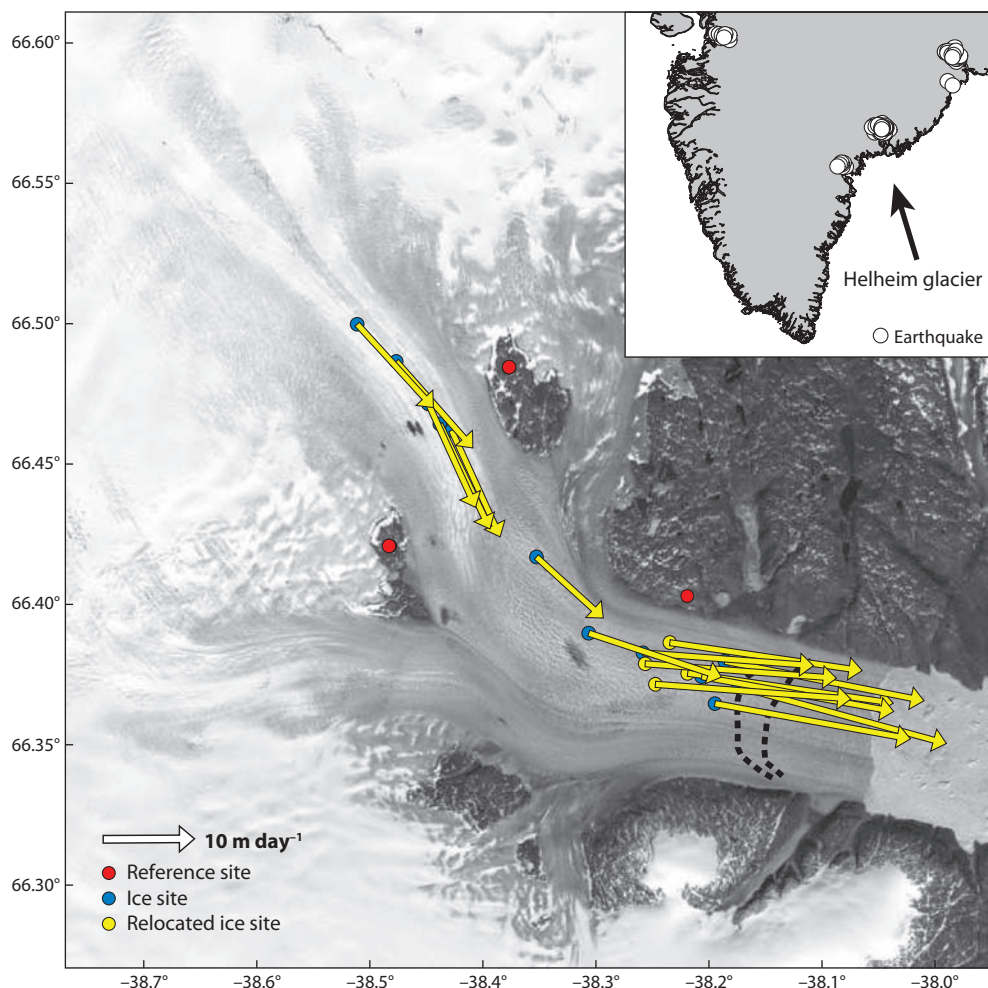 66.60°
66.55°
66.50°
66.45°
66.40°
66.35°
66.30°
Helheim glacier
Earthquake
10 m day⁻¹
Reference site
Ice site
Relocated ice site
−38.7°
−38.6°
−38.5°
−38.4°
−38.3°
−38.2°
−38.1°
−38.0°